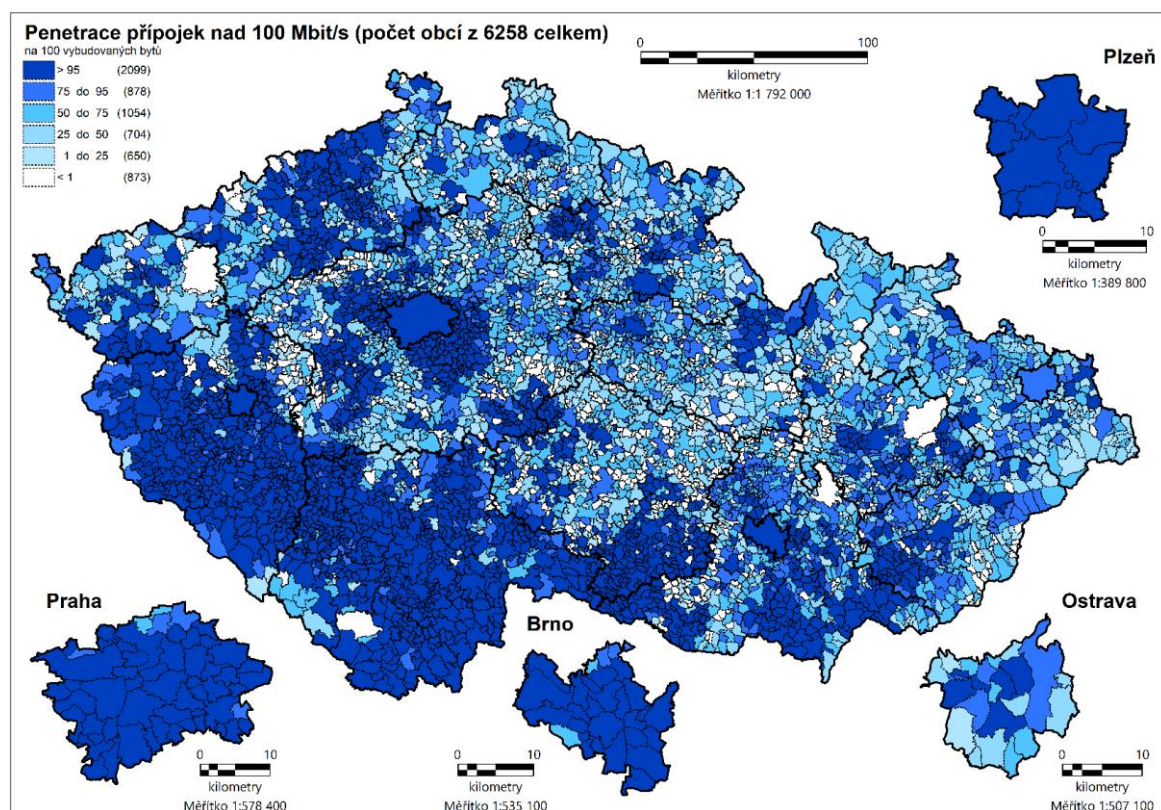 Penetrace přípojek nad 100 Mbit/s (počet obcí z 6258 celkem)
na 100 vybudovaných bytů
> 95 (2099)
75 do 95 (878)
50 do 75 (1054)
25 do 50 (704)
1 do 25 (650)
< 1 (873)
0 100
kilometry
Měřítko 1:1 792 000
Plzeň
0 10
kilometry
Měřítko 1:389 800
Praha
0 10
kilometry
Měřítko 1:578 400
Brno
0 10
kilometry
Měřítko 1:535 100
Ostrava
0 10
kilometry
Měřítko 1:507 100